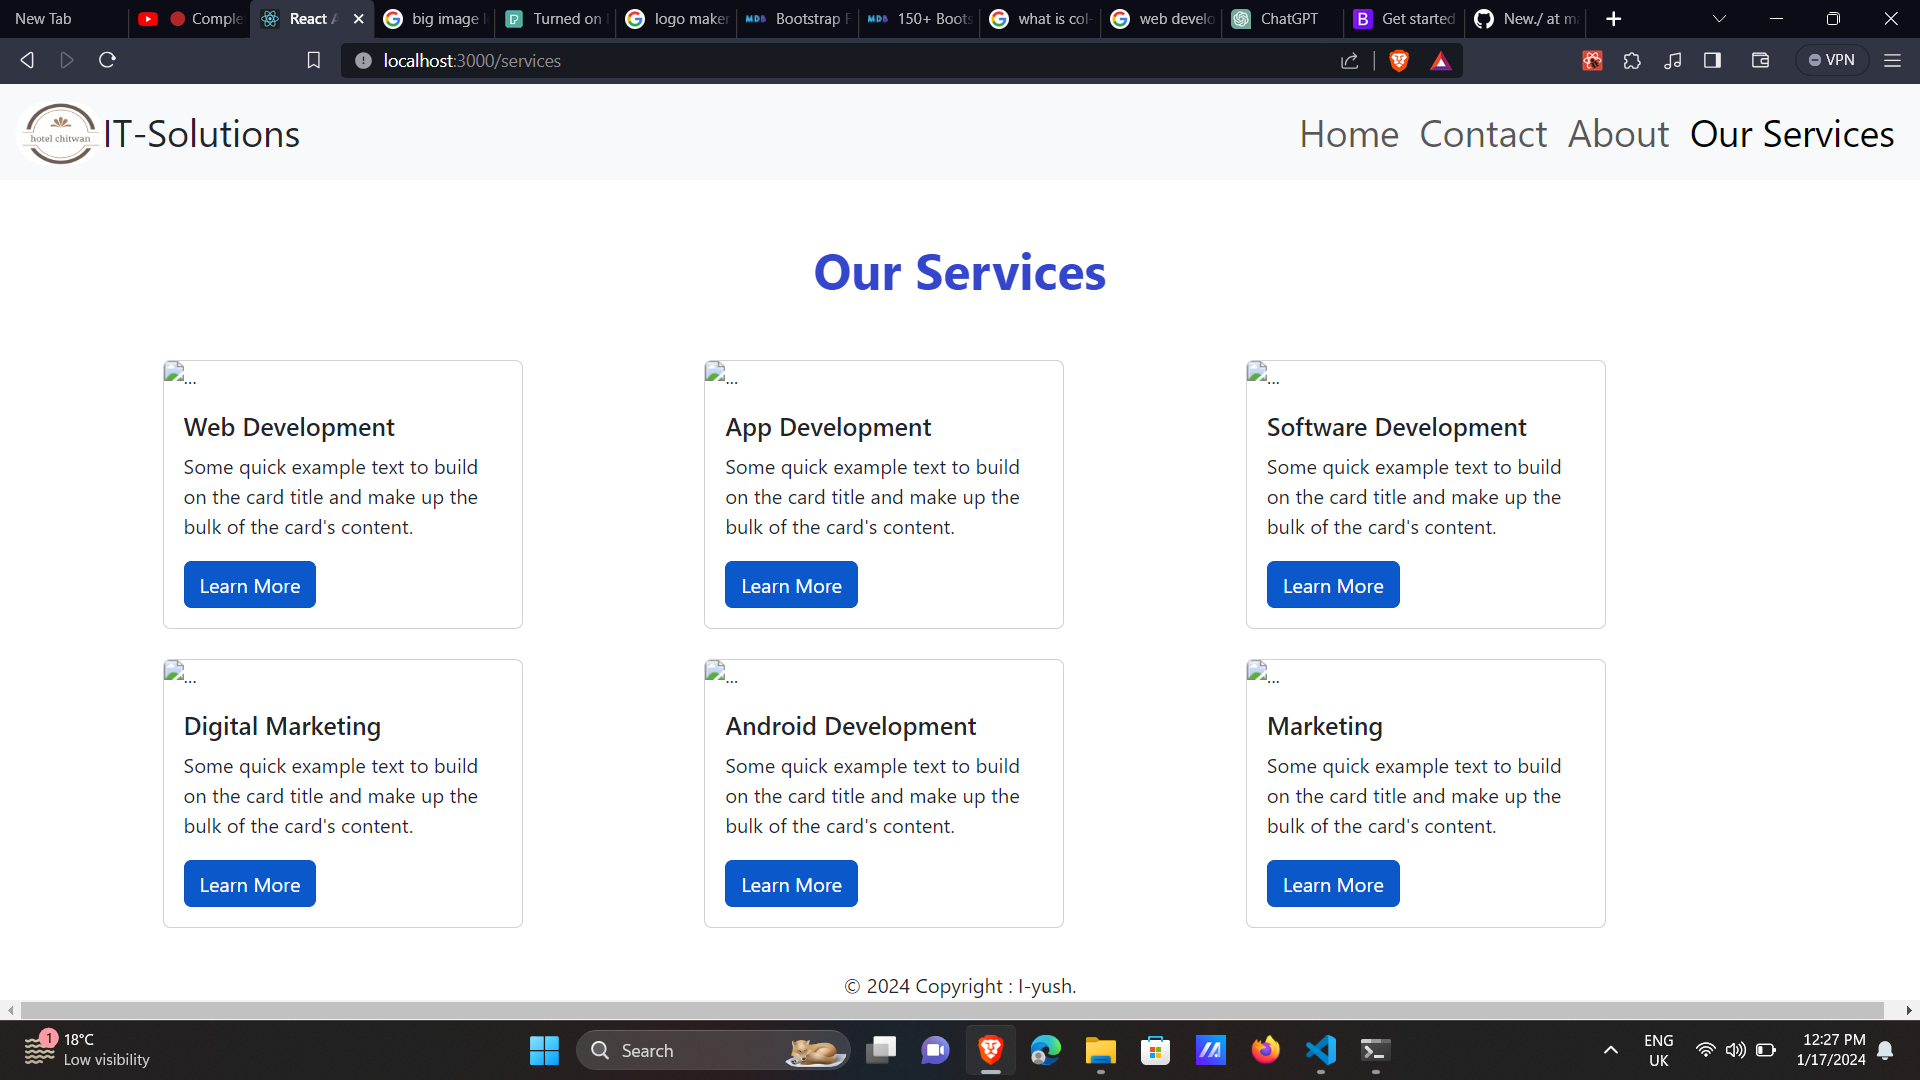 New Tab
Comple
React A
big image l
Turned on
logo maker
MDB Bootstrap F
MDB 150+ Boots
what is col-
web develo
ChatGPT
B Get started
New./ at ma
localhost:3000/services
VPN
hotel chitwan
IT-Solutions
Home Contact About Our Services
Our Services
...
...
...
Web Development
App Development
Software Development
Some quick example text to build
on the card title and make up the
bulk of the card's content.
Some quick example text to build
on the card title and make up the
bulk of the card's content.
Some quick example text to build
on the card title and make up the
bulk of the card's content.
Learn More
Learn More
Learn More
...
...
...
Digital Marketing
Android Development
Marketing
Some quick example text to build
on the card title and make up the
bulk of the card's content.
Some quick example text to build
on the card title and make up the
bulk of the card's content.
Some quick example text to build
on the card title and make up the
bulk of the card's content.
Learn More
Learn More
Learn More
© 2024 Copyright : I-yush.
1
18°C
Low visibility
Search
ENG
UK
12:27 PM
1/17/2024